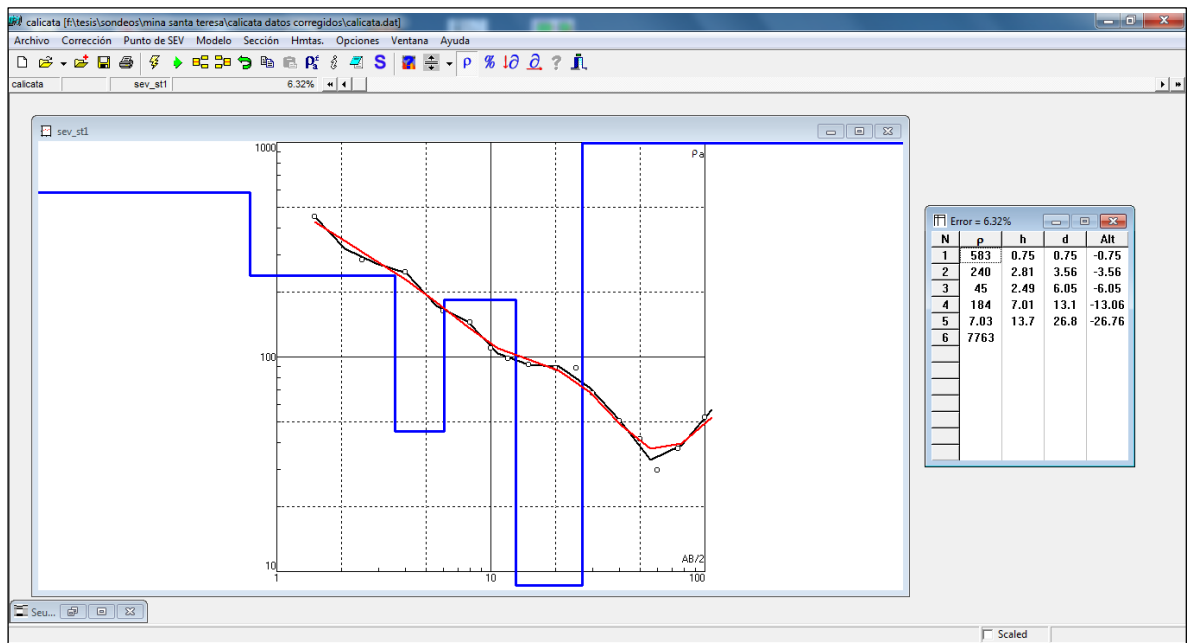 calicata [f:\tesis\sondeos\mina santa teresa\calicata datos corregidos\calicata.dat]
Archivo Corrección Punto de SEV Modelo Sección Hmtas. Opciones Ventana Ayuda
S ρ % ?
calicata sev_st1 6.32%
sev_st1
1000
Pa
100
10
AB/2
1 10 100
Error = 6.32%
N ρ h d Alt
1 583 0.75 0.75 -0.75
2 240 2.81 3.56 -3.56
3 45 2.49 6.05 -6.05
4 184 7.01 13.1 -13.06
5 7.03 13.7 26.8 -26.76
6 7763
Seu...
Scaled